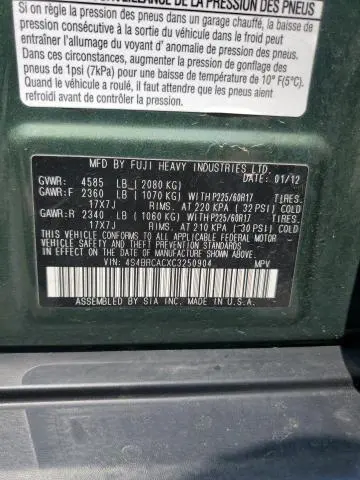 SURVEILLANCE DE LA PRESSION DES PNEUS
Si on règle la pression des pneus dans un garage chauffé, la baisse de
pression consécutive à la sortie du véhicule dans le froid peut
entraîner l'allumage du voyant d' anomalie de pression des pneus.
Dans ces circonstances, augmenter la pression de gonflage des
pneus de 1psi (7kPa) pour une baisse de température de 10° F(5°C).
Quand le véhicule a roulé, il faut attendre que les pneus aient
refroidi avant de contrôler la pression.
MFD. BY FUJI HEAVY INDUSTRIES LTD. DATE: 01/12
GVWR: 4585 LB (2080 KG)
GAWR:F 2360 LB (1070 KG) WITH P225/60R17 TIRES.
17X7J RIMS. AT 220 KPA (32 PSI) COLD
GAWR:R 2340 LB (1060 KG) WITH P225/60R17 TIRES.
17X7J RIMS. AT 210 KPA (30 PSI) COLD
THIS VEHICLE CONFORMS TO ALL APPLICABLE FEDERAL MOTOR
VEHICLE SAFETY AND THEFT PREVENTION STANDARDS IN
EFFECT ON THE DATE OF MANUFACTURE SHOWN ABOVE.
VIN: 4S4BRCACXC3250904 MPV
ASSEMBLED BY SIA INC. MADE IN U.S.A.